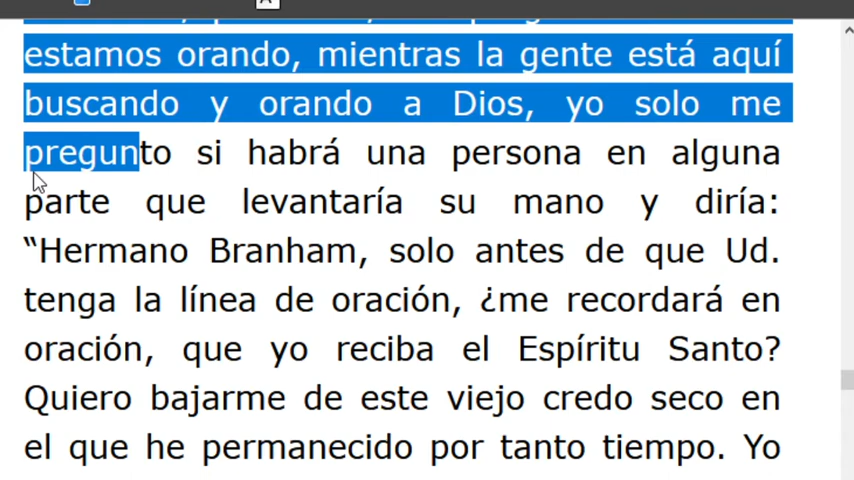 estamos orando, mientras la gente está aquí
buscando y orando a Dios, yo solo me
pregunto si habrá una persona en alguna
parte que levantaría su mano y diría:
“Hermano Branham, solo antes de que Ud.
tenga la línea de oración, ¿me recordará en
oración, que yo reciba el Espíritu Santo?
Quiero bajarme de este viejo credo seco en
el que he permanecido por tanto tiempo. Yo